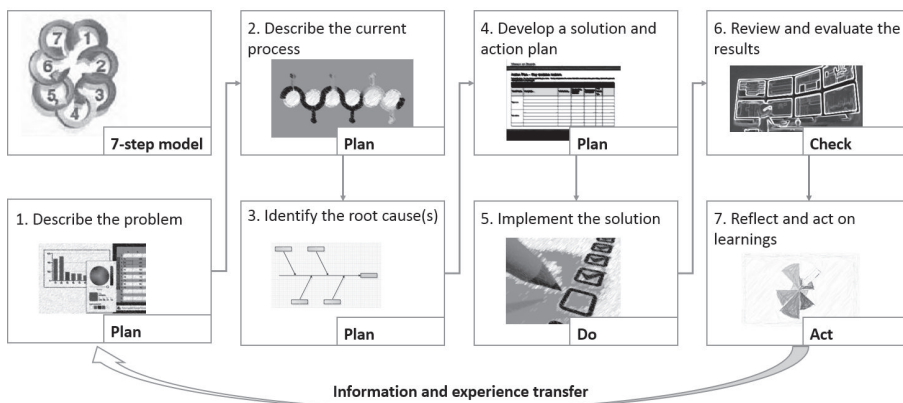 7
1
6
2
5
3
4
7-step model
1. Describe the problem
Plan
2. Describe the current
process
Plan
3. Identify the root cause(s)
Plan
4. Develop a solution and
action plan
Plan
5. Implement the solution
Do
6. Review and evaluate the
results
Check
7. Reflect and act on
learnings
Act
Information and experience transfer